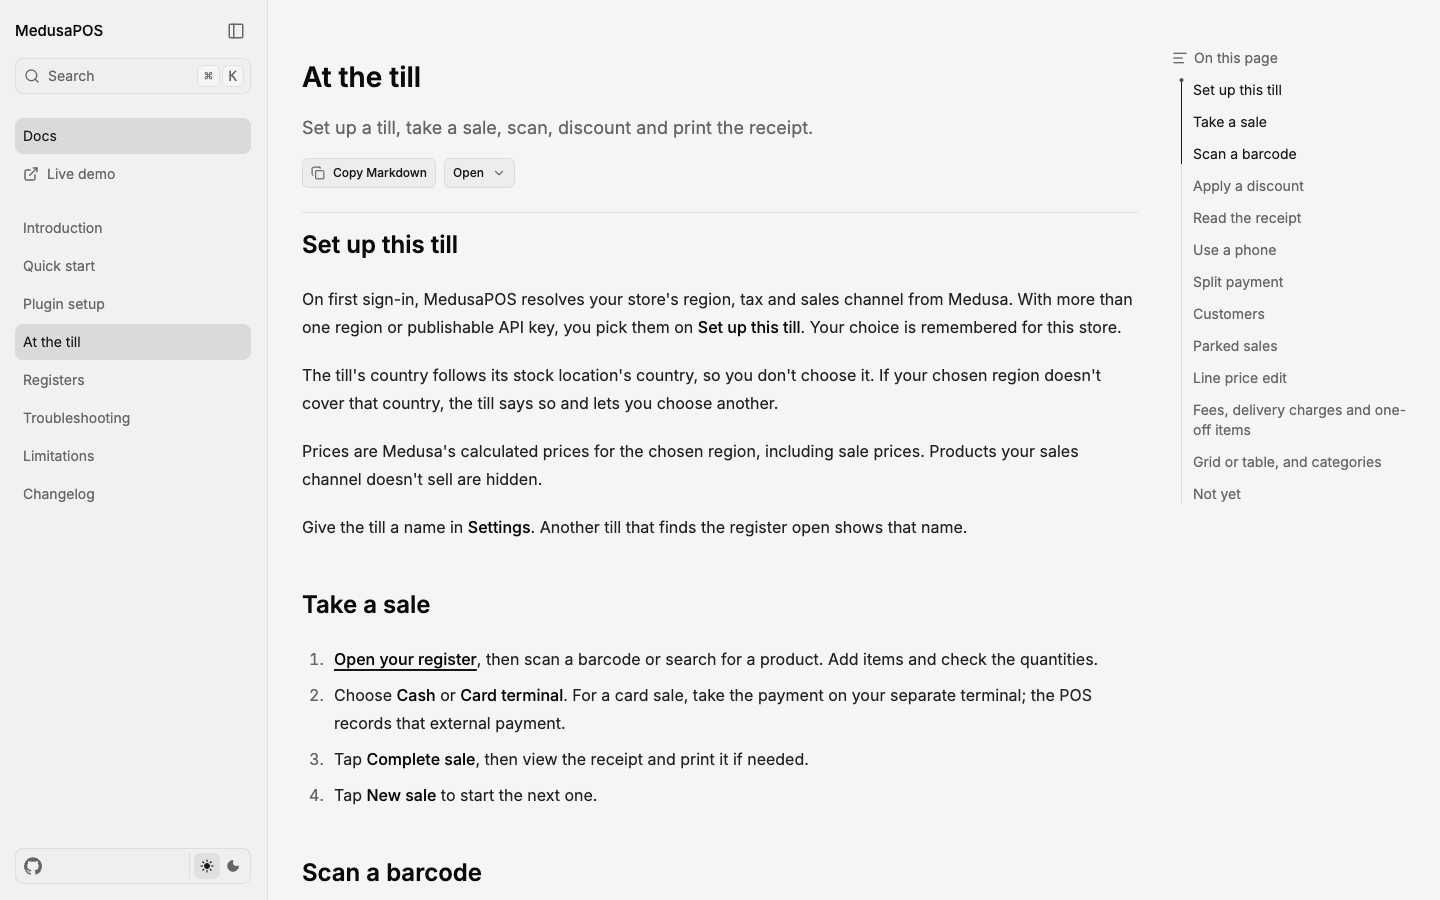 MedusaPOS
Search
⌘ K
Docs
Live demo
Introduction
Quick start
Plugin setup
At the till
Registers
Troubleshooting
Limitations
Changelog
At the till
Set up a till, take a sale, scan, discount and print the receipt.
Copy Markdown
Open
Set up this till
On first sign-in, MedusaPOS resolves your store's region, tax and sales channel from Medusa. With more than
one region or publishable API key, you pick them on Set up this till. Your choice is remembered for this store.
The till's country follows its stock location's country, so you don't choose it. If your chosen region doesn't
cover that country, the till says so and lets you choose another.
Prices are Medusa's calculated prices for the chosen region, including sale prices. Products your sales
channel doesn't sell are hidden.
Give the till a name in Settings. Another till that finds the register open shows that name.
Take a sale
1. Open your register, then scan a barcode or search for a product. Add items and check the quantities.
2. Choose Cash or Card terminal. For a card sale, take the payment on your separate terminal; the POS
records that external payment.
3. Tap Complete sale, then view the receipt and print it if needed.
4. Tap New sale to start the next one.
Scan a barcode
On this page
Set up this till
Take a sale
Scan a barcode
Apply a discount
Read the receipt
Use a phone
Split payment
Customers
Parked sales
Line price edit
Fees, delivery charges and one-
off items
Grid or table, and categories
Not yet